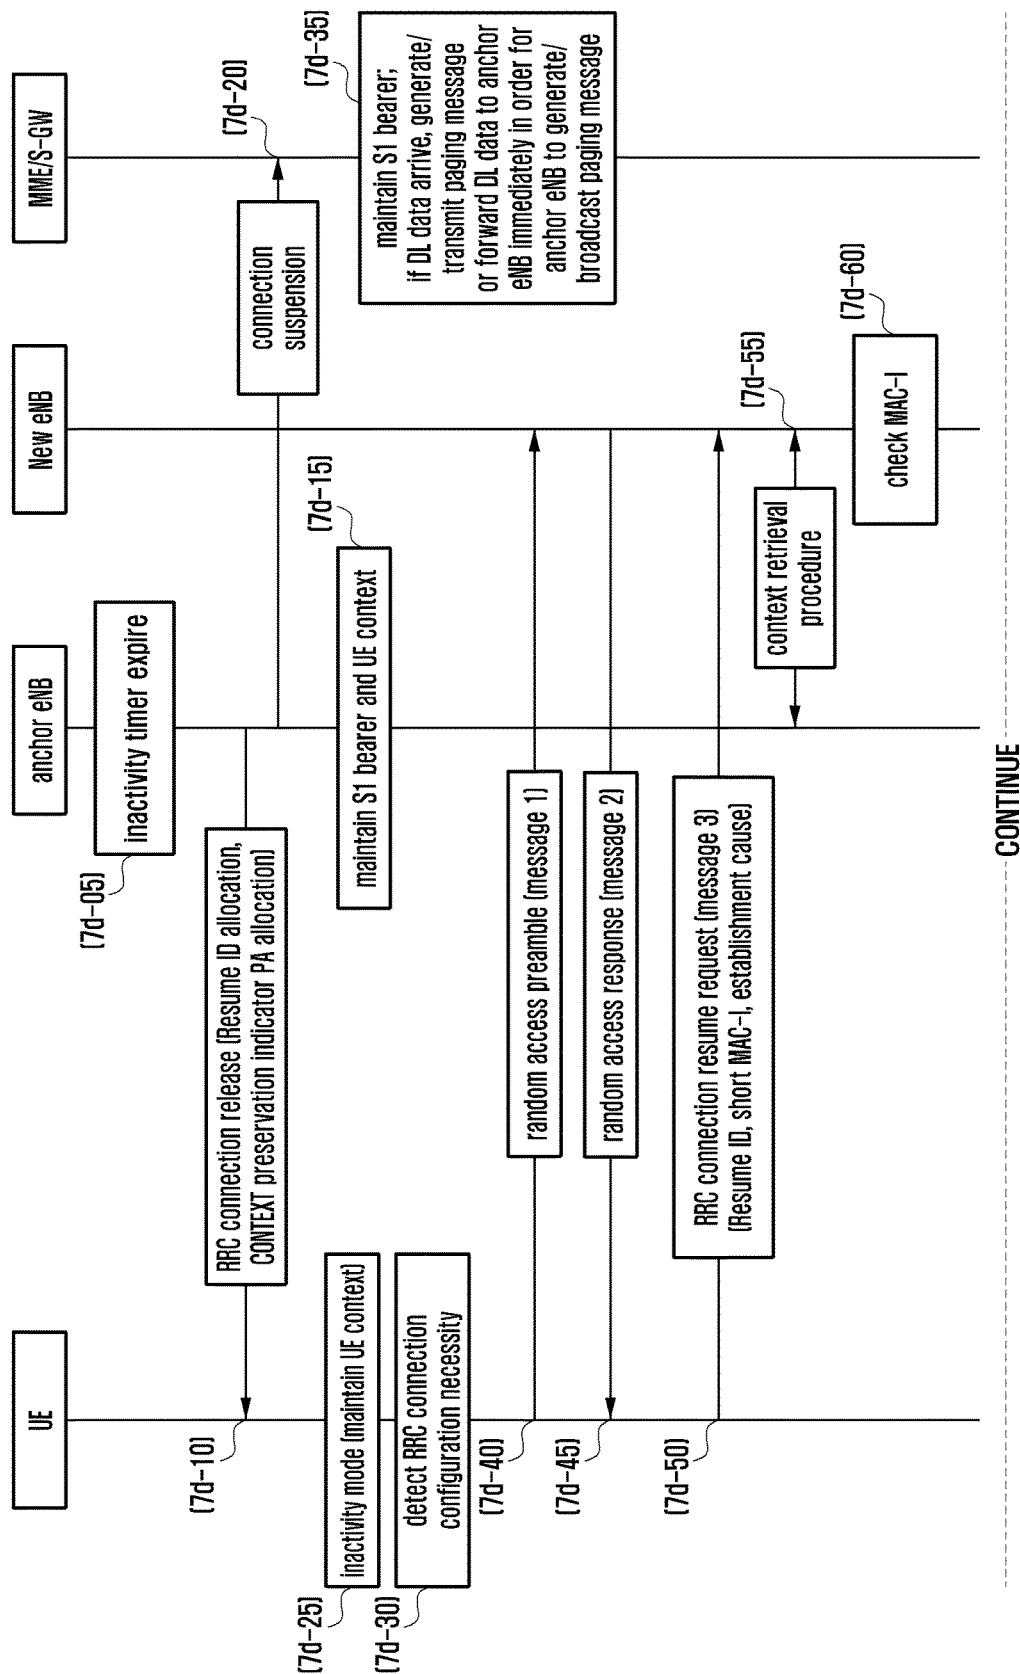 UE
anchor eNB
New eNB
MME/S-GW
inactivity timer expire
(7d-05)
RRC connection release (Resume ID allocation,
CONTEXT preservation indicator PA allocation)
(7d-10)
connection
suspension
(7d-20)
inactivity mode (maintain UE context)
(7d-25)
maintain S1 bearer and UE context
(7d-15)
maintain S1 bearer;
if DL data arrive, generate/
transmit paging message
or forward DL data to anchor
eNB immediately in order for
anchor eNB to generate/
broadcast paging message
(7d-35)
detect RRC connection
configuration necessity
(7d-30)
random access preamble (message 1)
(7d-40)
random access response (message 2)
(7d-45)
RRC connection resume request (message 3)
(Resume ID, short MAC-I, establishment cause)
(7d-50)
context retrieval
procedure
(7d-55)
check MAC-I
(7d-60)
CONTINUE